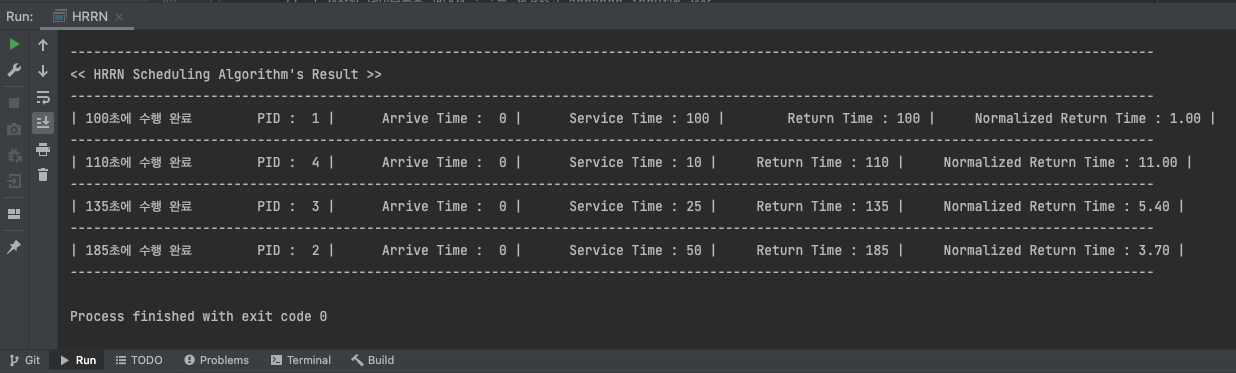 Run: HRRN
------------------------------------------------------------------------------------------------------------------------------------------
<< HRRN Scheduling Algorithm's Result >>
------------------------------------------------------------------------------------------------------------------------------------------
| 100초에 수행 완료 PID : 1 | Arrive Time : 0 | Service Time : 100 | Return Time : 100 | Normalized Return Time : 1.00 |
------------------------------------------------------------------------------------------------------------------------------------------
| 110초에 수행 완료 PID : 4 | Arrive Time : 0 | Service Time : 10 | Return Time : 110 | Normalized Return Time : 11.00 |
------------------------------------------------------------------------------------------------------------------------------------------
| 135초에 수행 완료 PID : 3 | Arrive Time : 0 | Service Time : 25 | Return Time : 135 | Normalized Return Time : 5.40 |
------------------------------------------------------------------------------------------------------------------------------------------
| 185초에 수행 완료 PID : 2 | Arrive Time : 0 | Service Time : 50 | Return Time : 185 | Normalized Return Time : 3.70 |
------------------------------------------------------------------------------------------------------------------------------------------
Process finished with exit code 0
Git Run TODO Problems Terminal Build